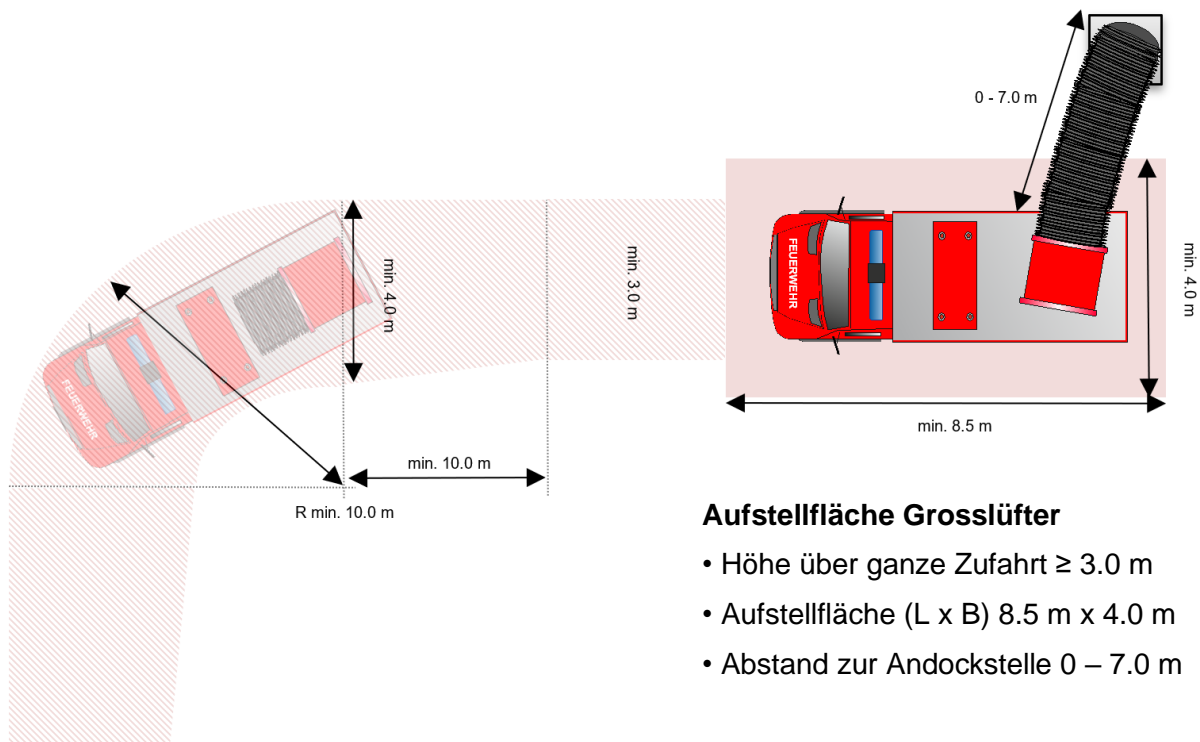 0 - 7.0 m
FEUERWEHR
min. 4.0 m
min. 3.0 m
min. 4.0 m
FEUERWEHR
min. 8.5 m
min. 10.0 m
R min. 10.0 m
Aufstellfläche Grosslüfter
• Höhe über ganze Zufahrt ≥ 3.0 m
• Aufstellfläche (L x B) 8.5 m x 4.0 m
• Abstand zur Andockstelle 0 – 7.0 m